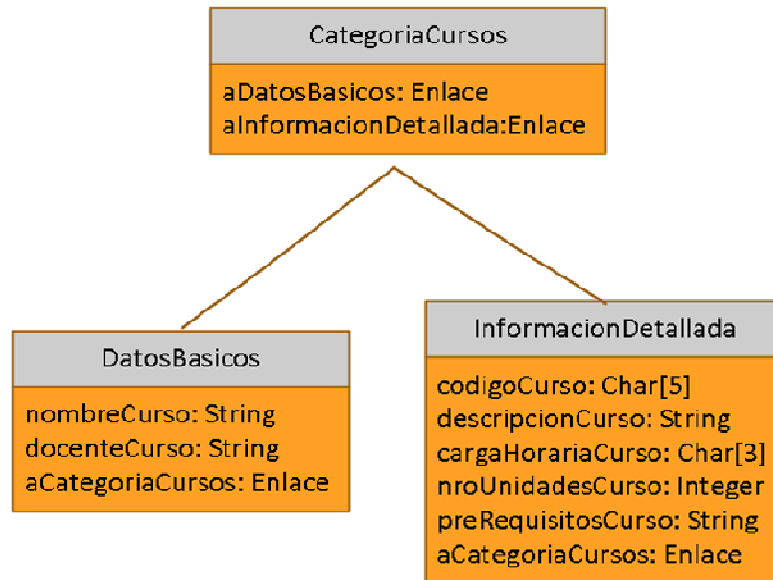 CategoriaCursos
aDatosBasicos: Enlace
aInformacionDetallada:Enlace
DatosBasicos
nombreCurso: String
docenteCurso: String
aCategoriaCursos: Enlace
InformacionDetallada
codigoCurso: Char[5]
descripcionCurso: String
cargaHorariaCurso: Char[3]
nroUnidadesCurso: Integer
preRequisitosCurso: String
aCategoriaCursos: Enlace